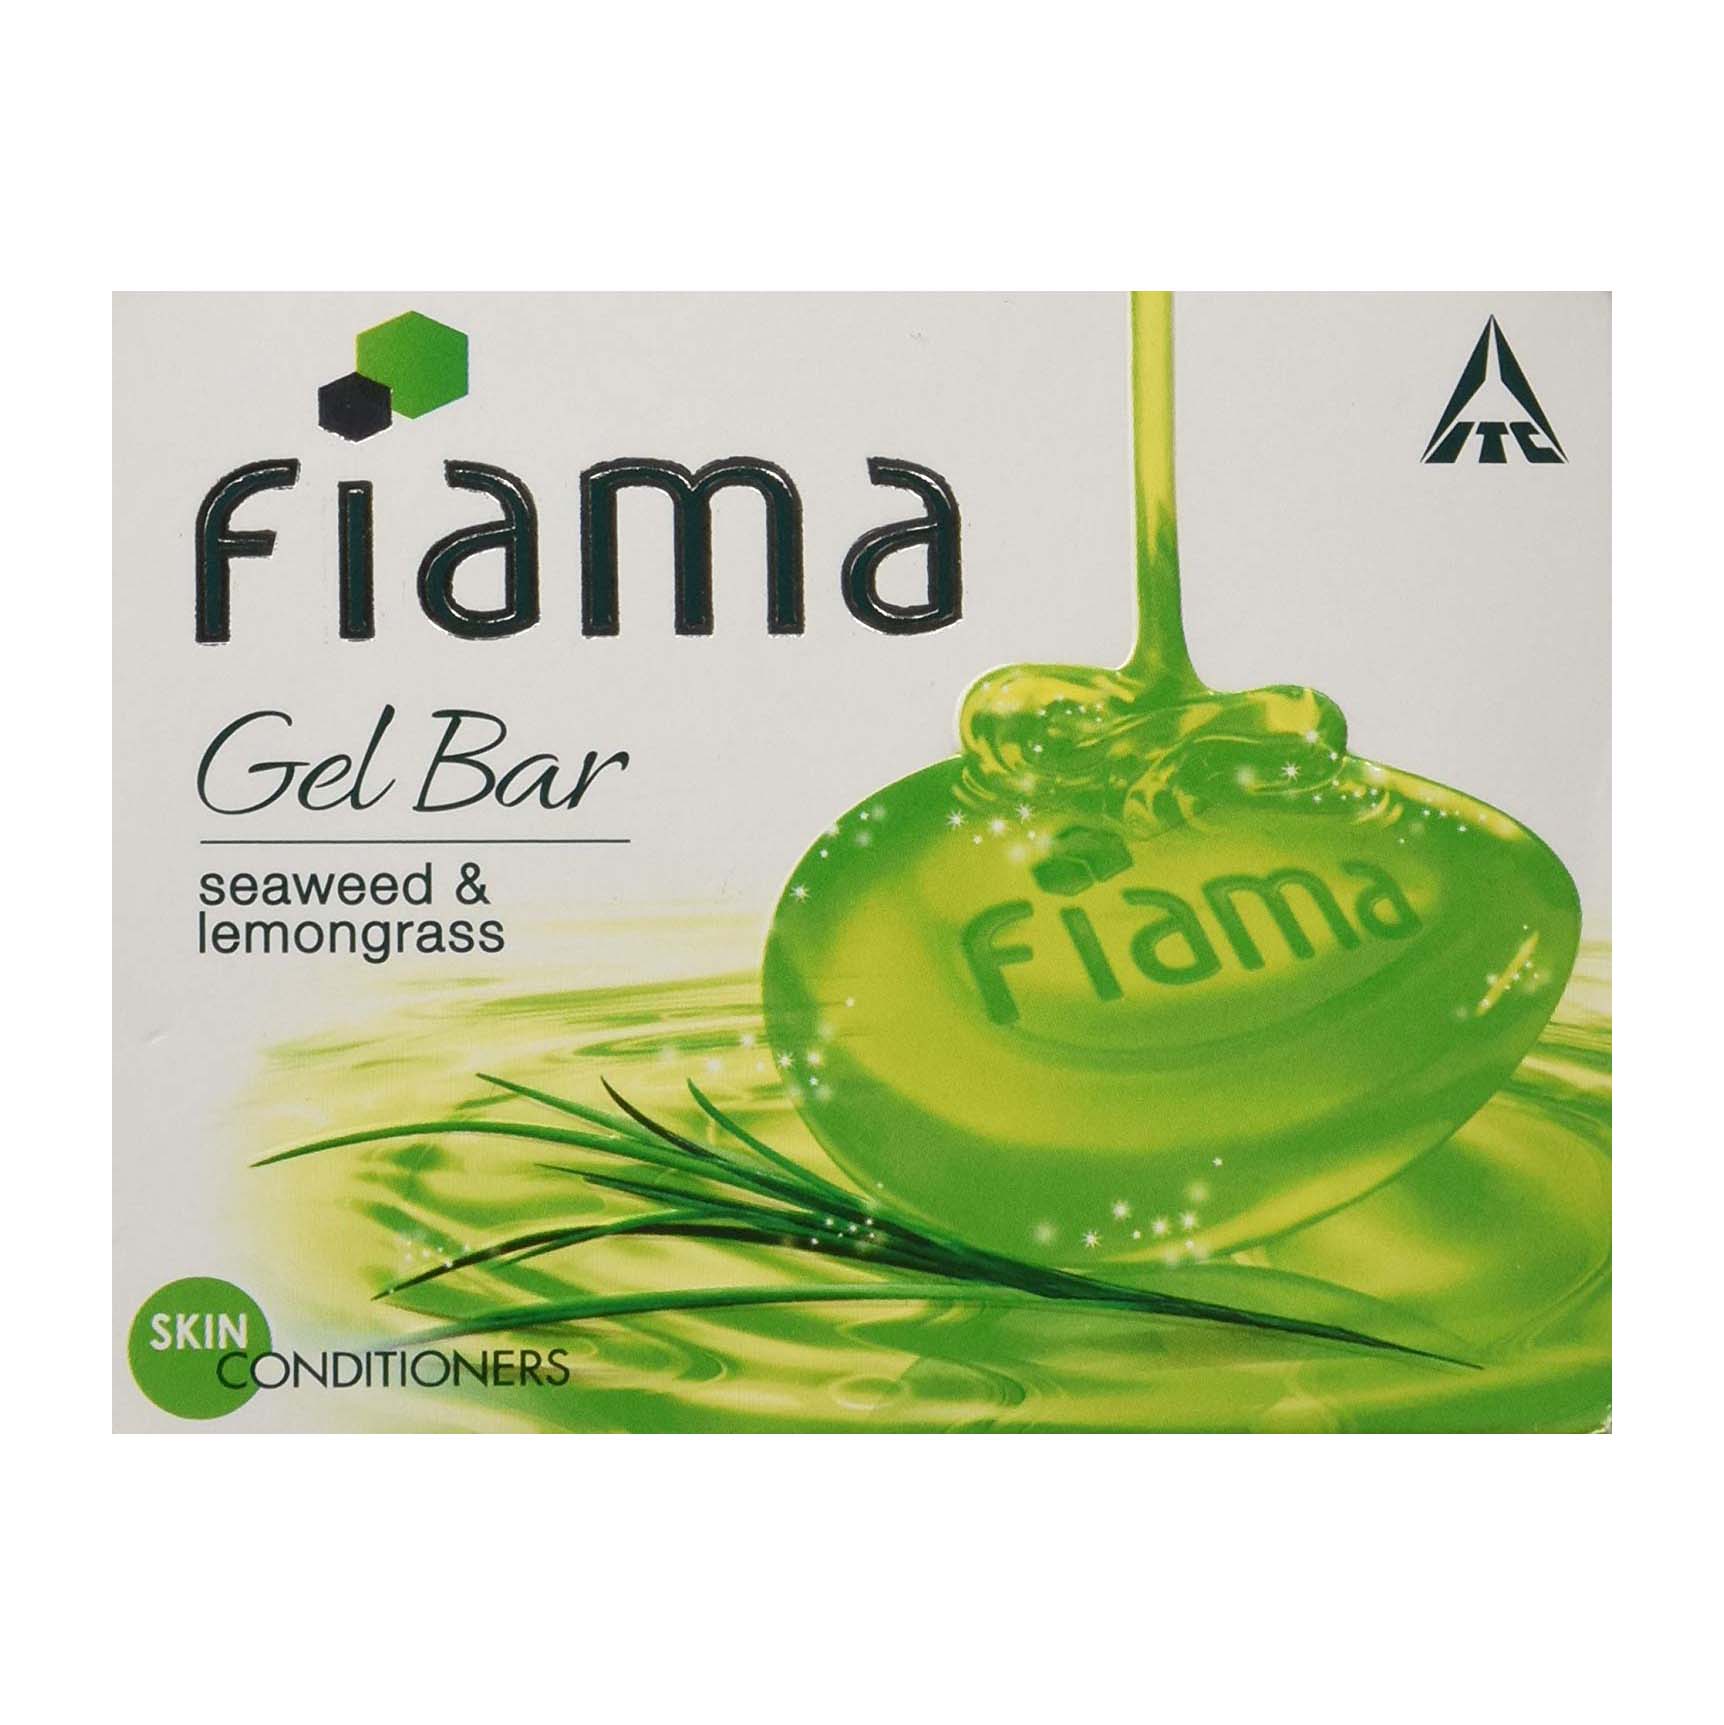 fiama
ITC
Gel Bar
seaweed &
lemongrass
fiama
SKIN
CONDITIONERS